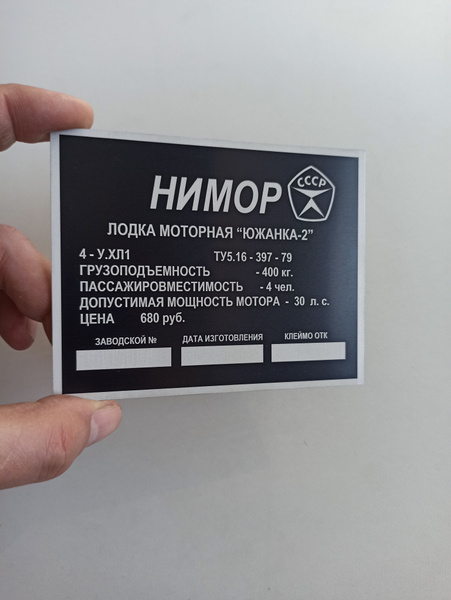 НИМОР
СССР
ЛОДКА МОТОРНАЯ "ЮЖАНКА-2"
4 - У.ХЛ1 ТУ5.16 - 397 - 79
ГРУЗОПОДЪЕМНОСТЬ - 400 кг.
ПАССАЖИРОВМЕСТИМОСТЬ - 4 чел.
ДОПУСТИМАЯ МОЩНОСТЬ МОТОРА - 30 л. с.
ЦЕНА 680 руб.
ЗАВОДСКОЙ № ДАТА ИЗГОТОВЛЕНИЯ КЛЕЙМО ОТК